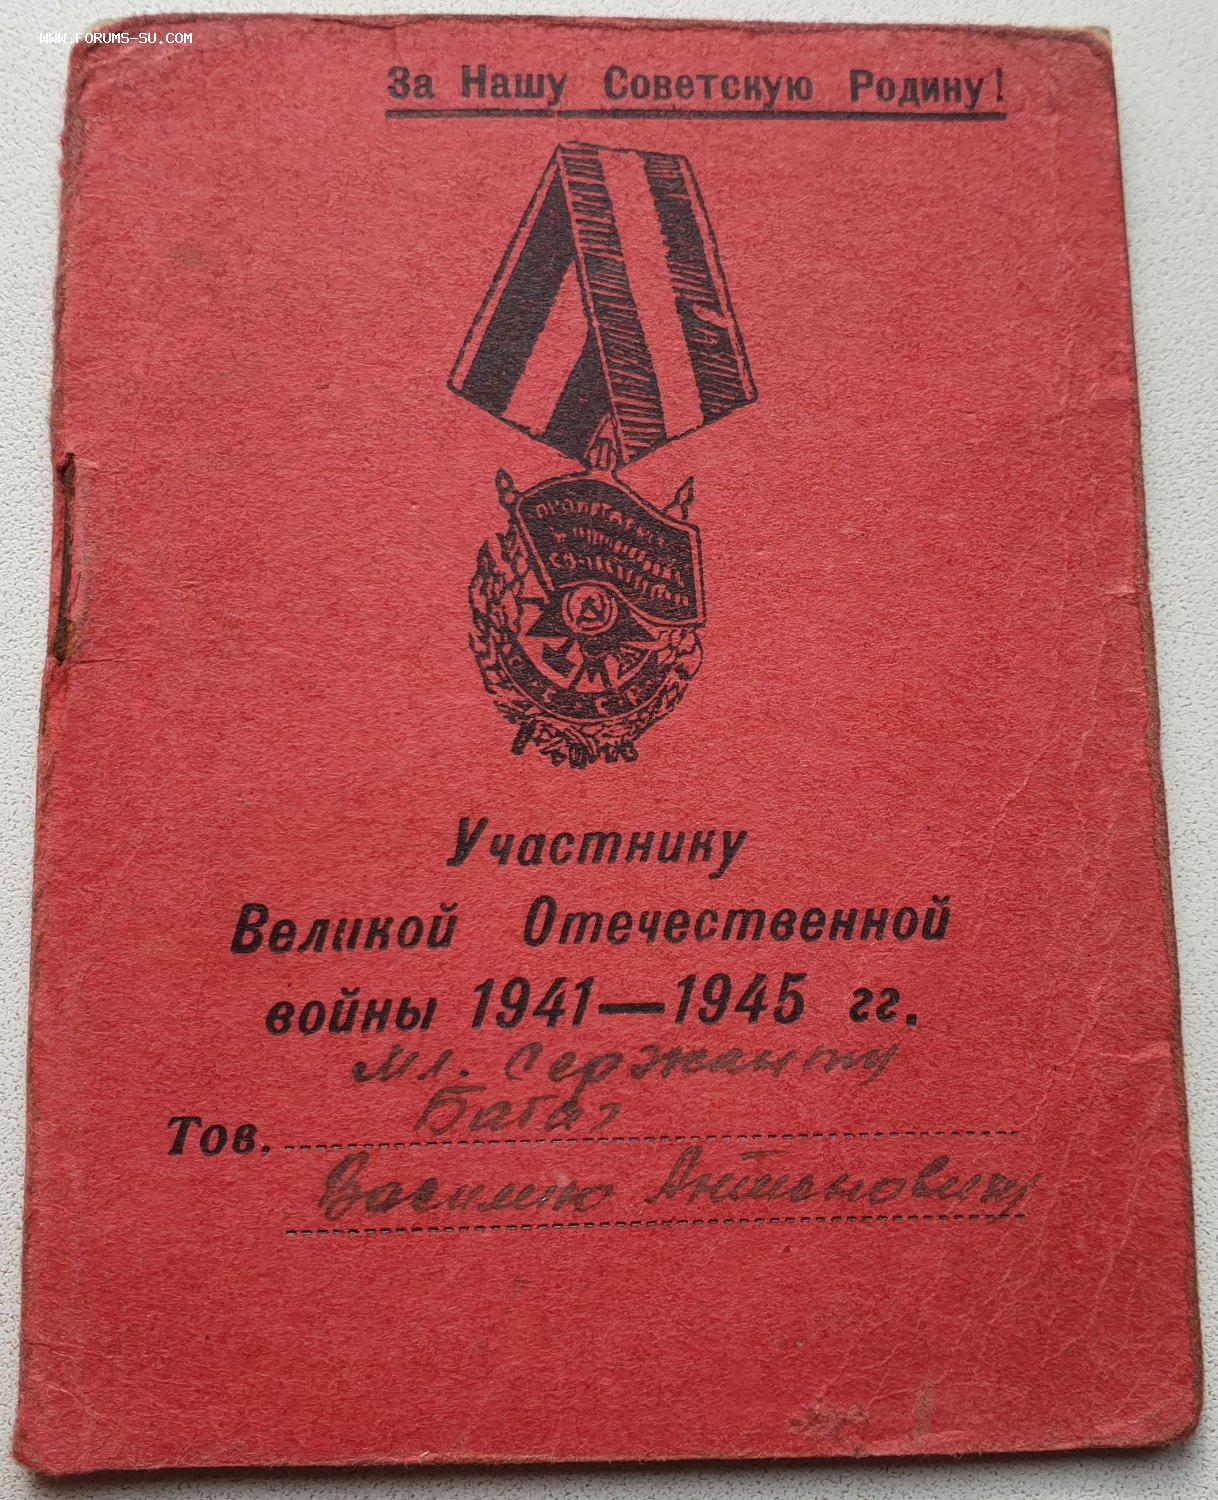 WWW.FORUMS-SU.COM
За Нашу Советскую Родину!
Участнику
Великой Отечественной
войны 1941—1945 гг.
Мл. Сержанту
Тов.
Василию Антоновичу